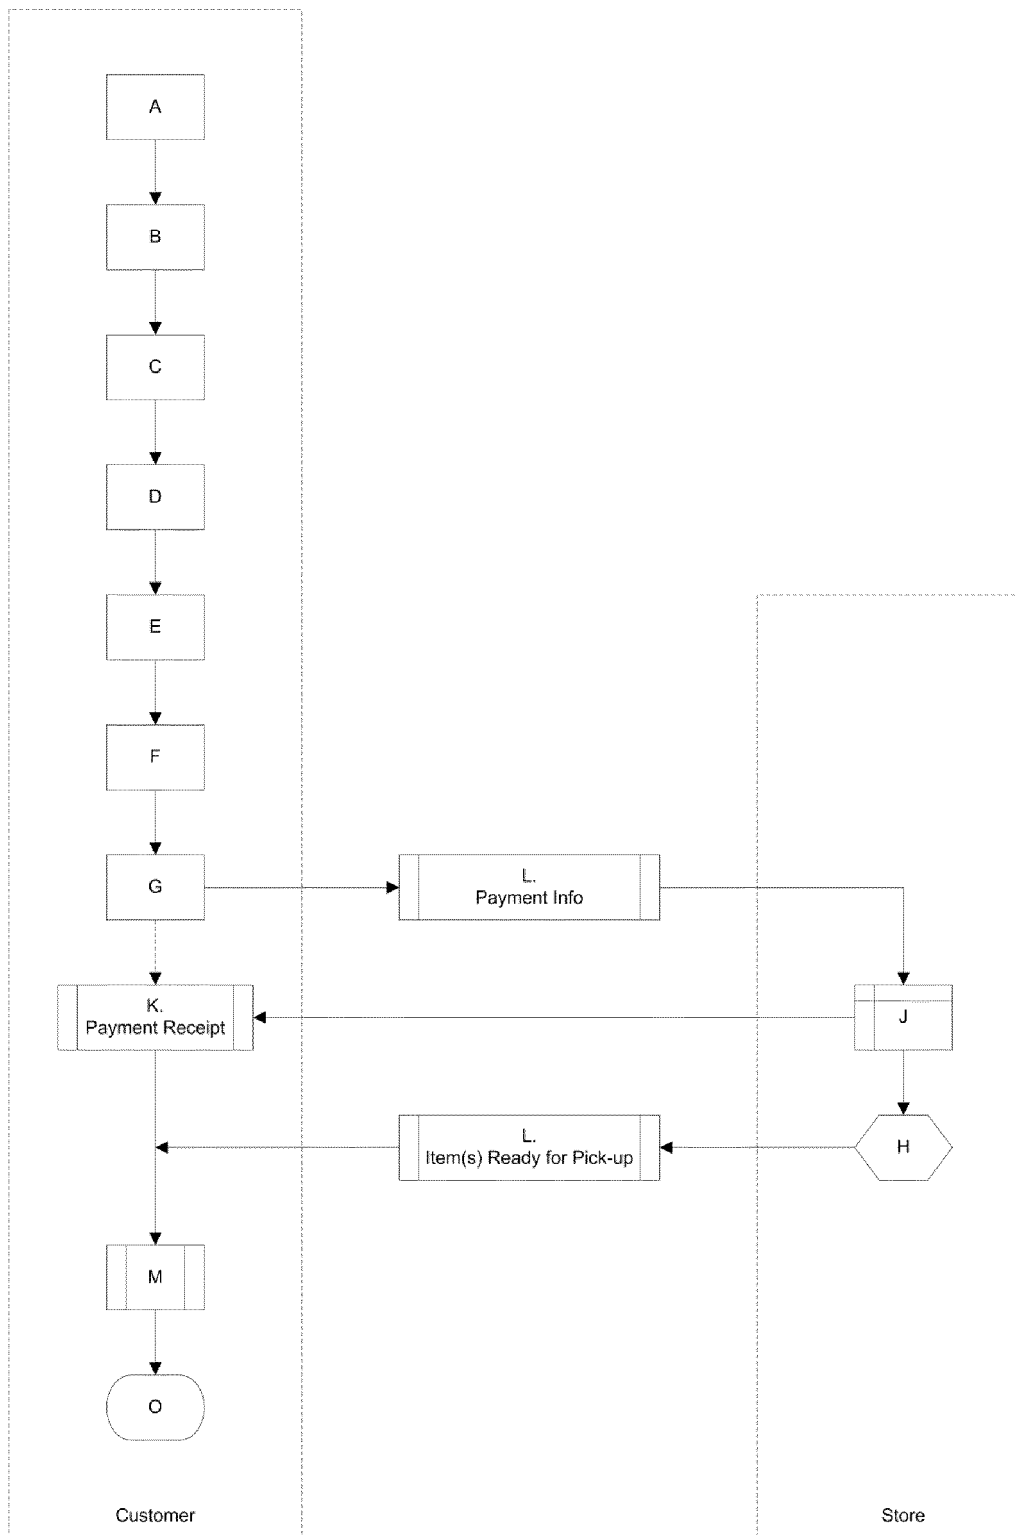 A
B
C
D
E
F
G
L.
Payment Info
K.
Payment Receipt
J
L.
Item(s) Ready for Pick-up
H
M
O
Customer
Store